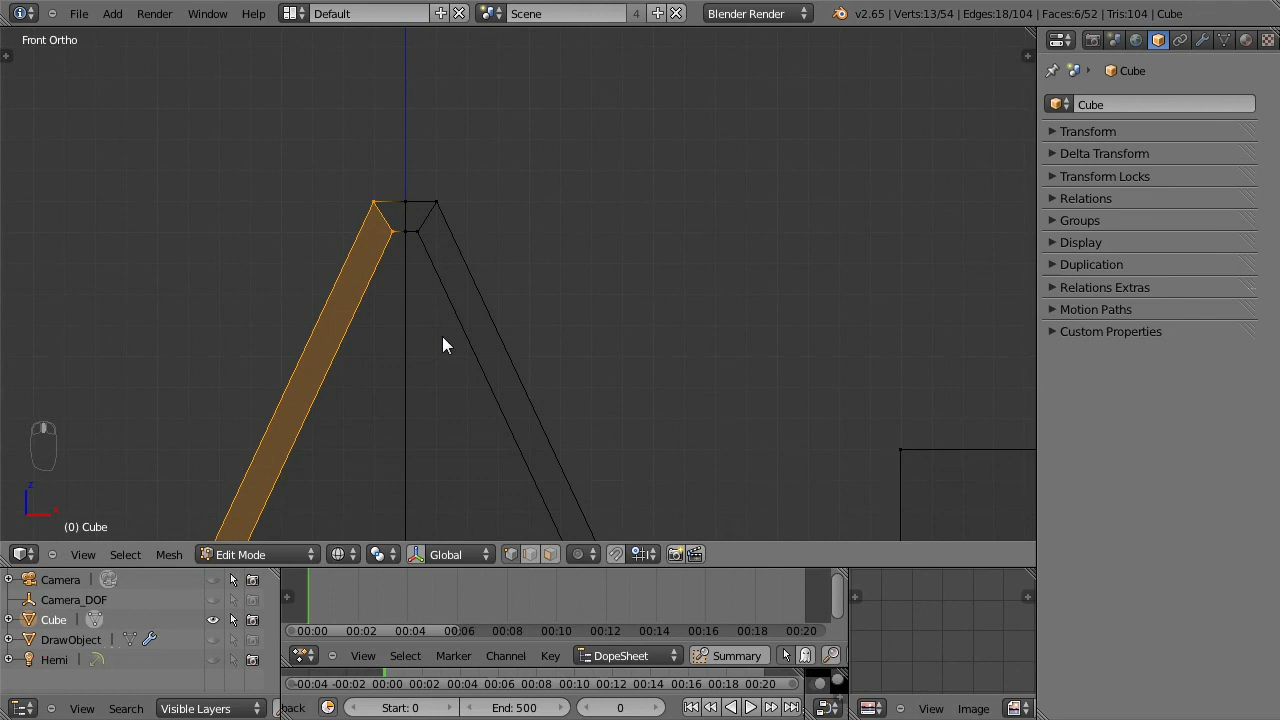 File Add Render Window Help Default Scene 4 Blender Render v2.65 | Verts:13/54 | Edges:18/104 | Faces:6/52 | Tris:104 | Cube
Front Ortho
Cube
Cube
Transform
Delta Transform
Transform Locks
Relations
Groups
Display
Duplication
Relations Extras
Motion Paths
Custom Properties
z
x
(0) Cube
View Select Mesh Edit Mode Global
Camera
Camera_DOF
Cube
DrawObject
Hemi
00:00 00:02 00:04 00:06 00:08 00:10 00:12 00:14 00:16 00:18 00:20
View Select Marker Channel Key DopeSheet Summary
-00:04 -00:02 00:00 00:02 00:04 00:06 00:08 00:10 00:12 00:14 00:16 00:18 00:20
View Search Visible Layers back Start: 0 End: 500 0 View Image